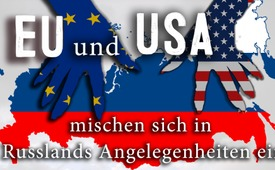 EU und USA
mischen sich in
Russlands Angelegenheiten ei